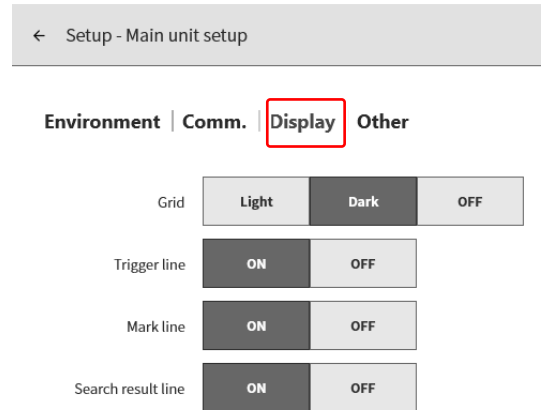 ← Setup - Main unit setup
Environment | Comm. | Display Other
Grid Light Dark OFF
Trigger line ON OFF
Mark line ON OFF
Search result line ON OFF